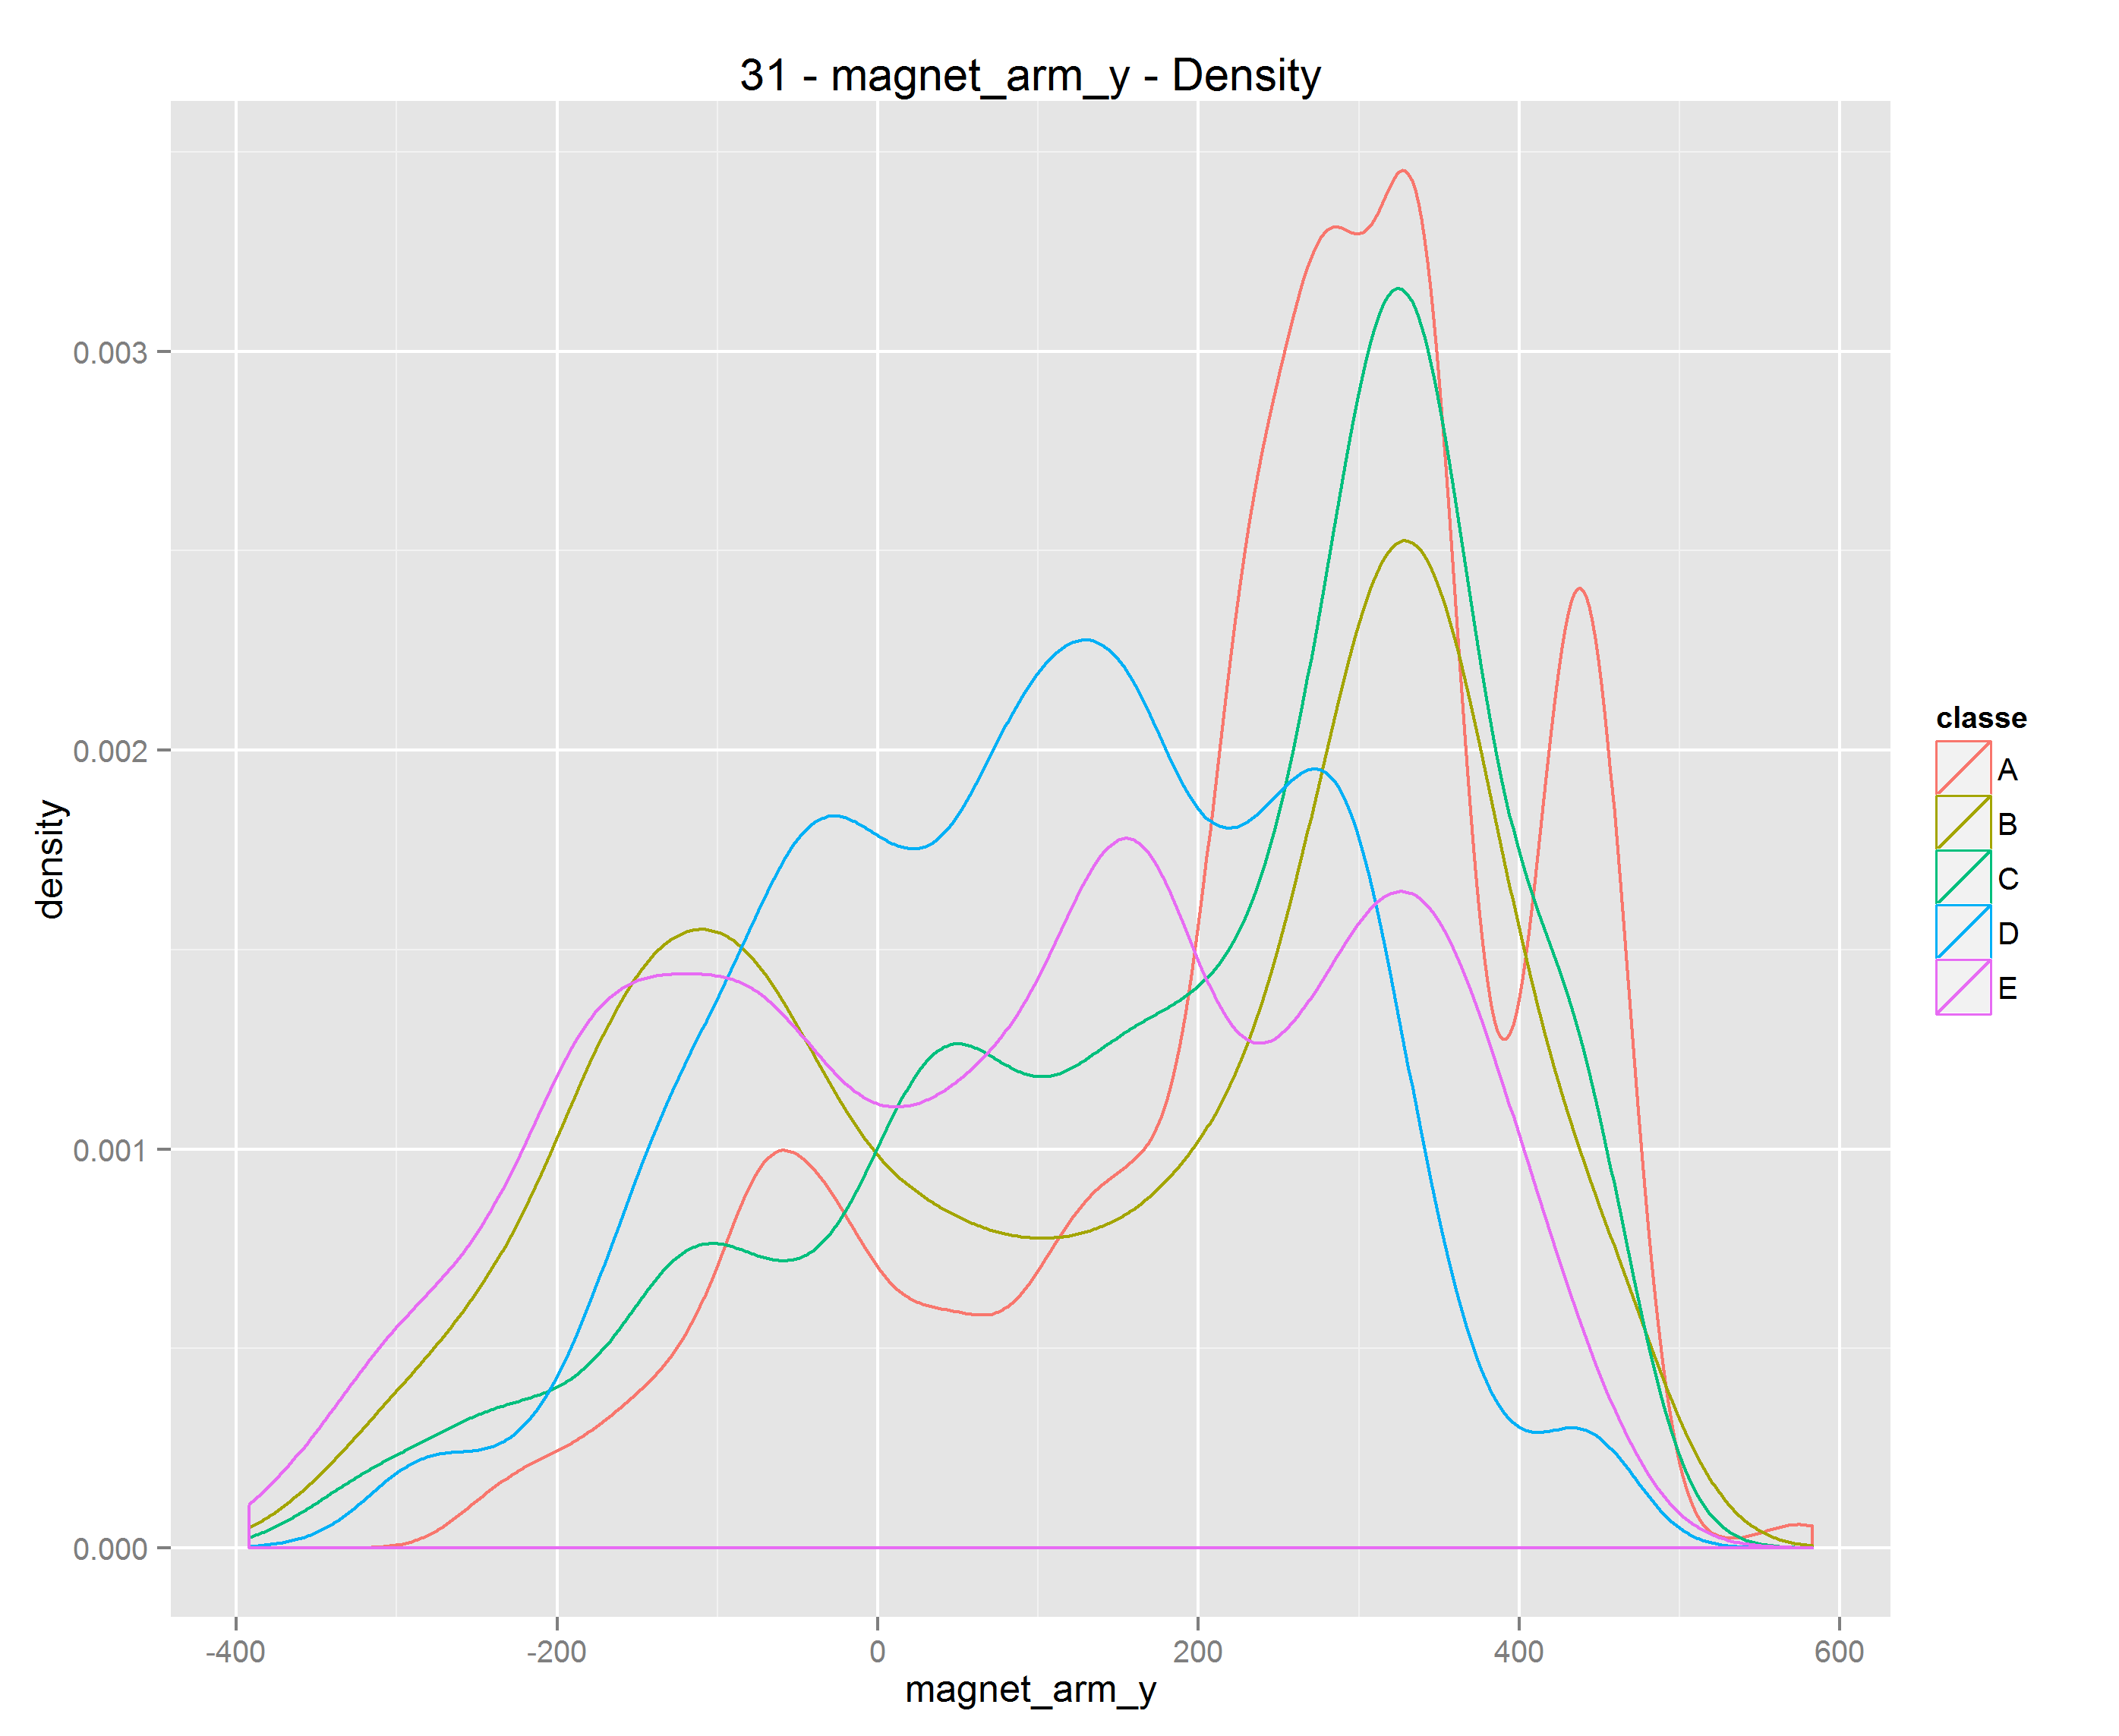 31 - magnet_arm_y - Density
density
0.003
0.002
0.001
0.000
-400 -200 0 200 400 600
magnet_arm_y
classe
A
B
C
D
E